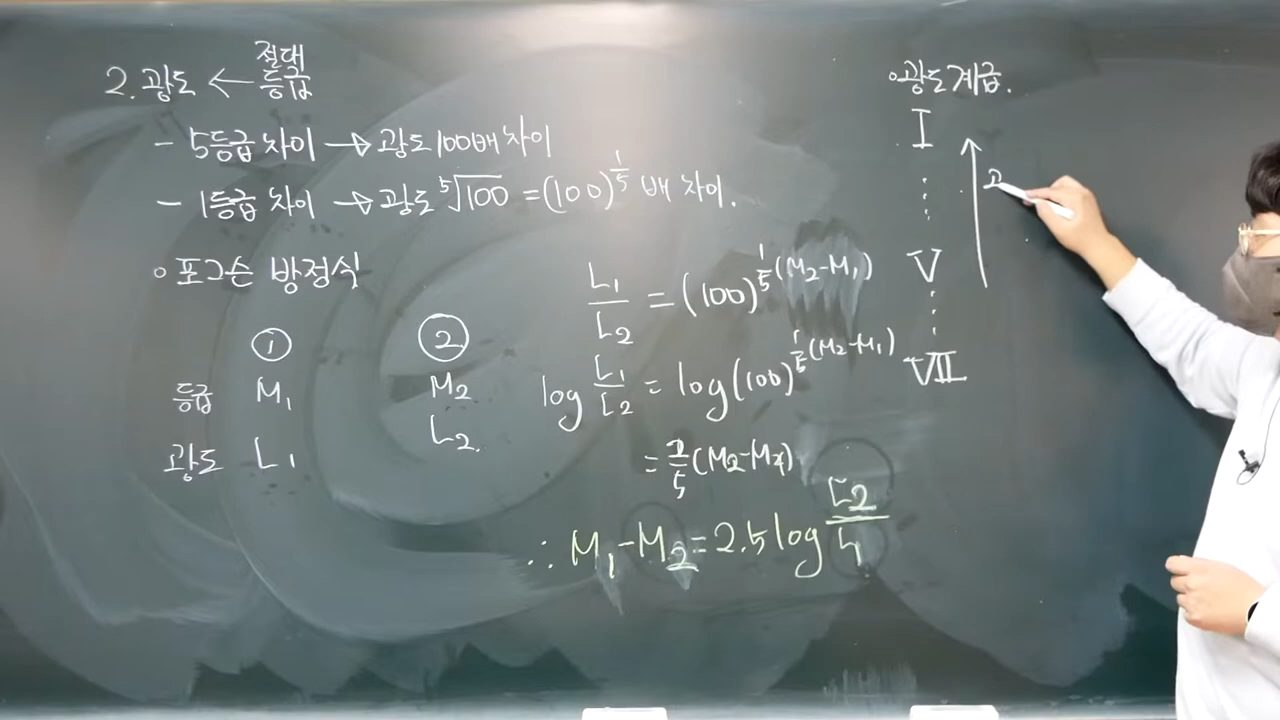 2. 광도 ← 절대등급
- 5등급 차이 → 광도 100배 차이
- 1등급 차이 → 광도 ⁵√100 = (100)^(1/5) 배 차이.
∘ 포그슨 방정식
① ②
등급 M₁ M₂
광도 L₁ L₂.
L₁/L₂ = (100)^(1/5(M₂-M₁))
log L₁/L₂ = log(100)^(1/5(M₂-M₁))
= 2/5(M₂-M₁)
∴ M₁-M₂ = 2.5 log L₂/L₁
∘광도계급.
I
⋮
V
⋮
VII